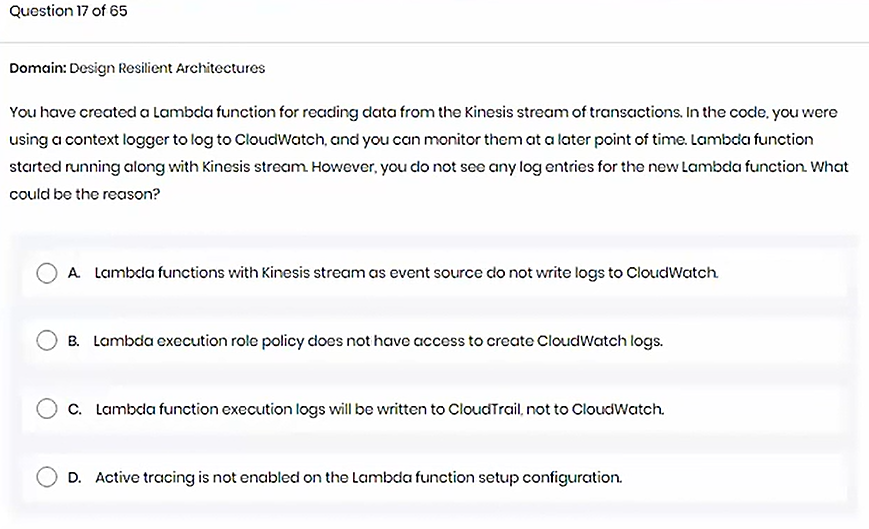 Question 17 of 65
Domain: Design Resilient Architectures
You have created a Lambda function for reading data from the Kinesis stream of transactions. In the code, you were
using a context logger to log to CloudWatch, and you can monitor them at a later point of time. Lambda function
started running along with Kinesis stream. However, you do not see any log entries for the new Lambda function. What
could be the reason?
A. Lambda functions with Kinesis stream as event source do not write logs to CloudWatch.
B. Lambda execution role policy does not have access to create CloudWatch logs.
C. Lambda function execution logs will be written to CloudTrail, not to CloudWatch.
D. Active tracing is not enabled on the Lambda function setup configuration.